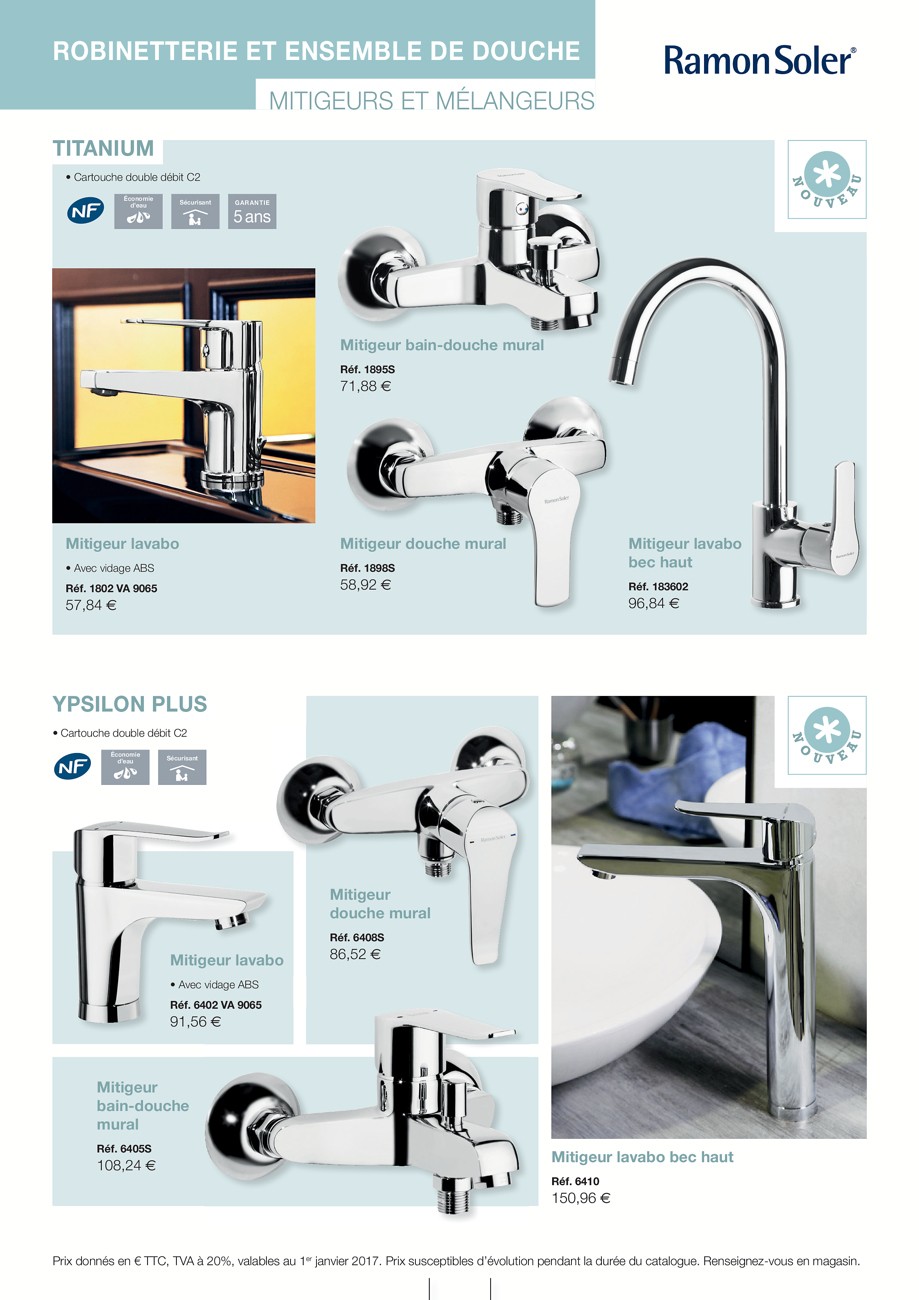 ROBINETTERIE ET ENSEMBLE DE DOUCHE
RamonSoler®
MITIGEURS ET MÉLANGEURS
TITANIUM
• Cartouche double débit C2
NF
Économie
d'eau
Sécurisant
GARANTIE
5 ans
NOUVEAU
Mitigeur bain-douche mural
Réf. 1895S
71,88 €
RamonSoler
Mitigeur lavabo
• Avec vidage ABS
Réf. 1802 VA 9065
57,84 €
Mitigeur douche mural
Réf. 1898S
58,92 €
Mitigeur lavabo
bec haut
Réf. 183602
96,84 €
RamonSoler
YPSILON PLUS
• Cartouche double débit C2
NF
Économie
d'eau
Sécurisant
NOUVEAU
RamonSoler
Mitigeur
douche mural
Réf. 6408S
86,52 €
Mitigeur lavabo
• Avec vidage ABS
Réf. 6402 VA 9065
91,56 €
Mitigeur
bain-douche
mural
Réf. 6405S
108,24 €
Mitigeur lavabo bec haut
Réf. 6410
150,96 €
Prix donnés en € TTC, TVA à 20%, valables au 1er janvier 2017. Prix susceptibles d'évolution pendant la durée du catalogue. Renseignez-vous en magasin.